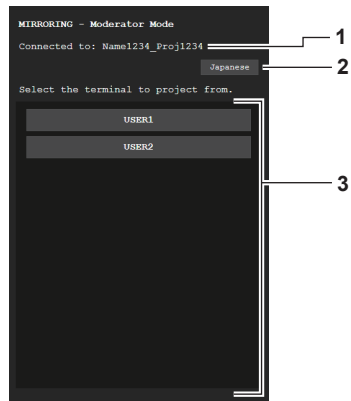 MIRRORING - Moderator Mode
Connected to: Name1234_Proj1234
1
Japanese
2
Select the terminal to project from.
USER1
USER2
3